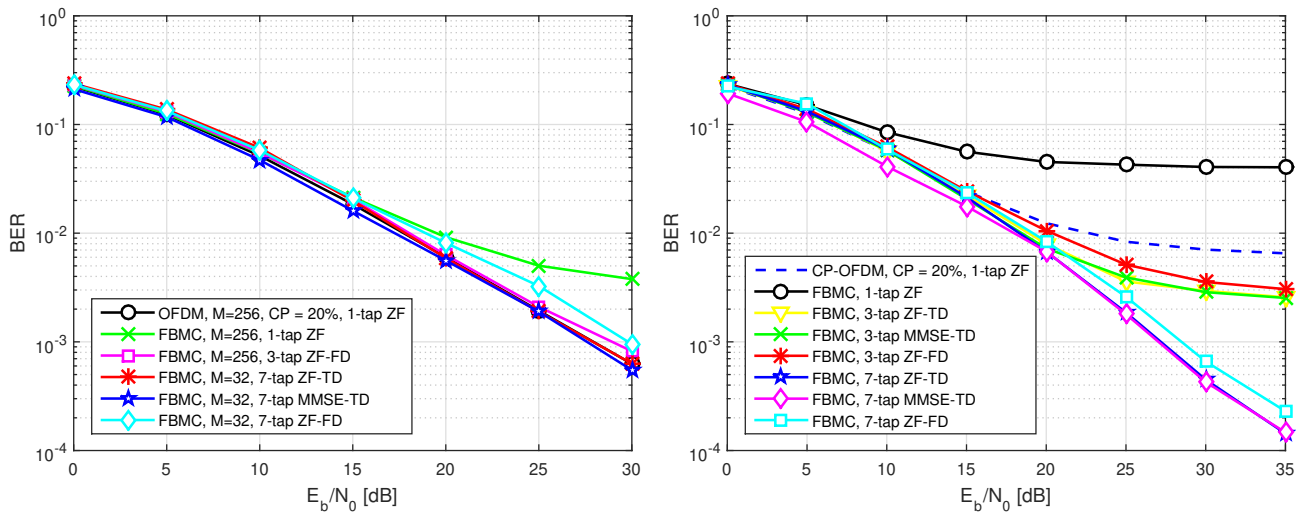 10^0
10^-1
10^-2
10^-3
10^-4
BER
OFDM, M=256, CP = 20%, 1-tap ZF
FBMC, M=256, 1-tap ZF
FBMC, M=256, 3-tap ZF-FD
FBMC, M=32, 7-tap ZF-TD
FBMC, M=32, 7-tap MMSE-TD
FBMC, M=32, 7-tap ZF-FD
0 5 10 15 20 25 30
E_b/N_0 [dB]
10^0
10^-1
10^-2
10^-3
10^-4
BER
CP-OFDM, CP = 20%, 1-tap ZF
FBMC, 1-tap ZF
FBMC, 3-tap ZF-TD
FBMC, 3-tap MMSE-TD
FBMC, 3-tap ZF-FD
FBMC, 7-tap ZF-TD
FBMC, 7-tap MMSE-TD
FBMC, 7-tap ZF-FD
0 5 10 15 20 25 30 35
E_b/N_0 [dB]